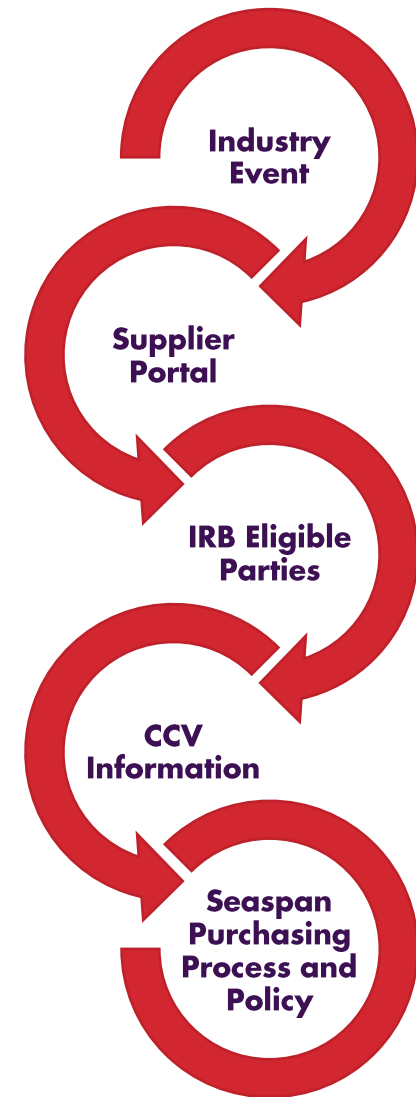 Industry
Event
Supplier
Portal
IRB Eligible
Parties
CCV
Information
Seaspan
Purchasing
Process and
Policy